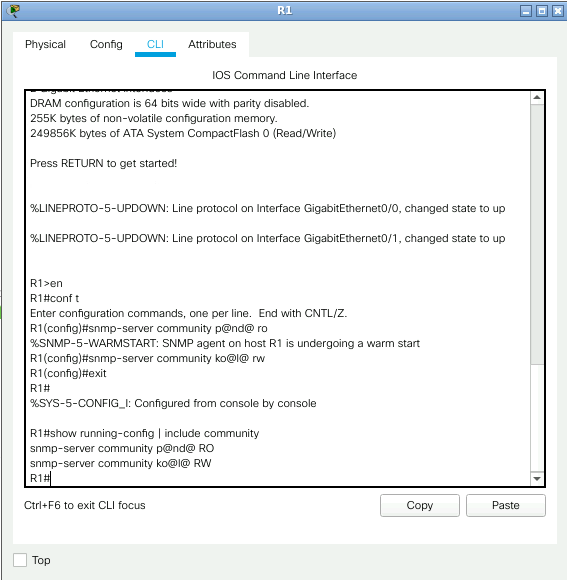 R1
Physical Config CLI Attributes
IOS Command Line Interface
DRAM configuration is 64 bits wide with parity disabled.
255K bytes of non-volatile configuration memory.
249856K bytes of ATA System CompactFlash 0 (Read/Write)
Press RETURN to get started!
%LINEPROTO-5-UPDOWN: Line protocol on Interface GigabitEthernet0/0, changed state to up
%LINEPROTO-5-UPDOWN: Line protocol on Interface GigabitEthernet0/1, changed state to up
R1>en
R1#conf t
Enter configuration commands, one per line.  End with CNTL/Z.
R1(config)#snmp-server community p@nd@ ro
%SNMP-5-WARMSTART: SNMP agent on host R1 is undergoing a warm start
R1(config)#snmp-server community ko@l@ rw
R1(config)#exit
R1#
%SYS-5-CONFIG_I: Configured from console by console
R1#show running-config | include community
snmp-server community p@nd@ RO
snmp-server community ko@l@ RW
R1#
Ctrl+F6 to exit CLI focus Copy Paste
Top